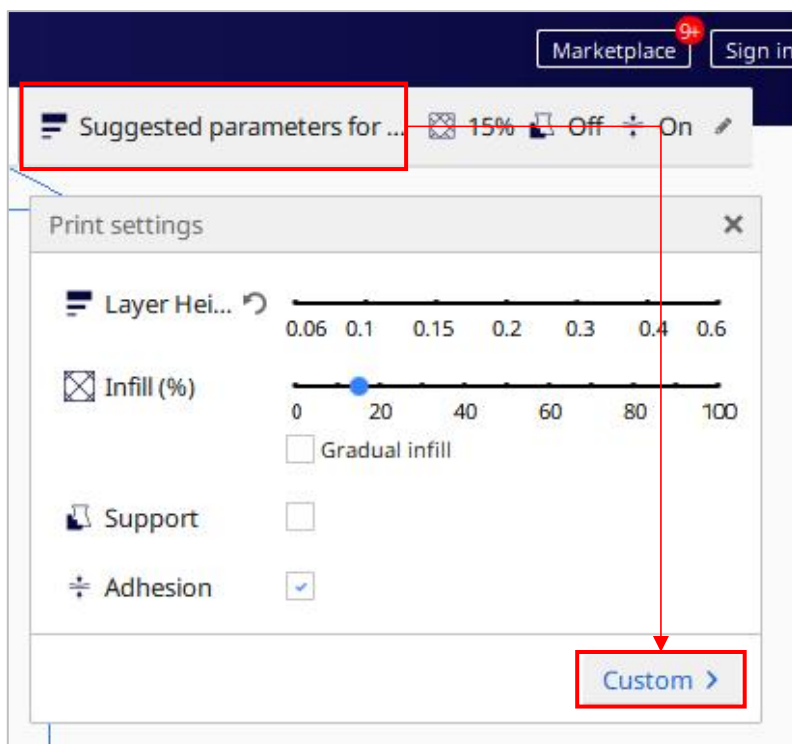 9+
Marketplace Sign in
Suggested parameters for ... 15% Off On
Print settings
Layer Hei...
0.06 0.1 0.15 0.2 0.3 0.4 0.6
Infill (%)
0 20 40 60 80 100
Gradual infill
Support
Adhesion
Custom